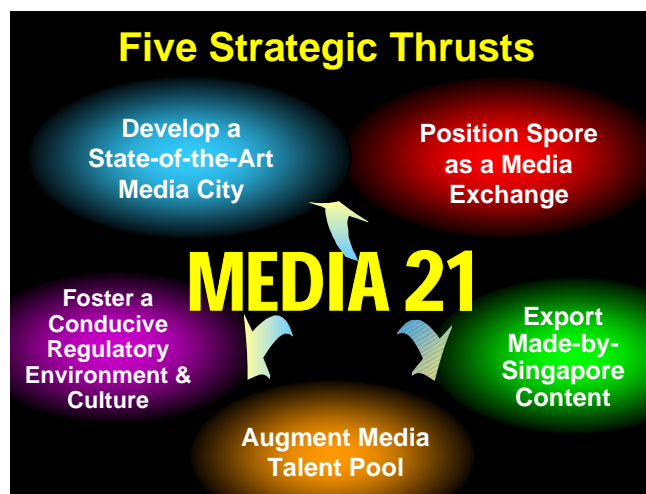 Five Strategic Thrusts
Develop a
State-of-the-Art
Media City
Position Spore
as a Media
Exchange
MEDIA 21
Foster a
Conducive
Regulatory
Environment &
Culture
Export
Made-by-
Singapore
Content
Augment Media
Talent Pool